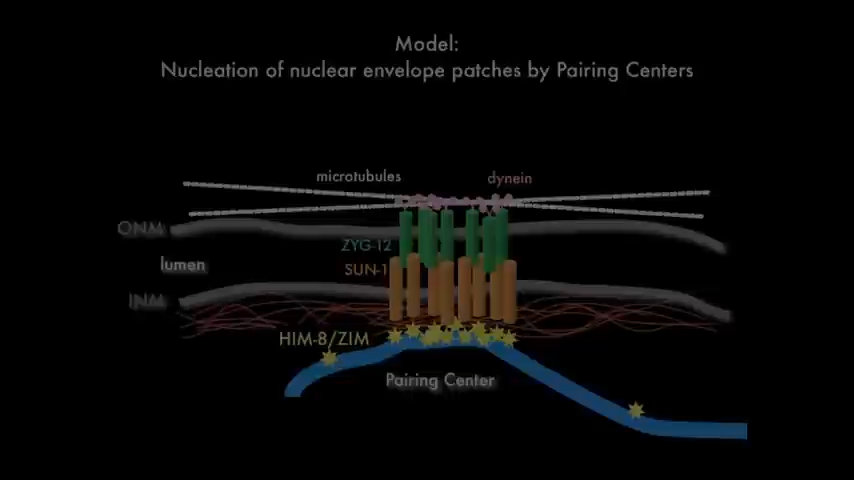 Model:
Nucleation of nuclear envelope patches by Pairing Centers
microtubules
dynein
ONM
ZYG-12
lumen
SUN-1
INM
HIM-8/ZIM
Pairing Center